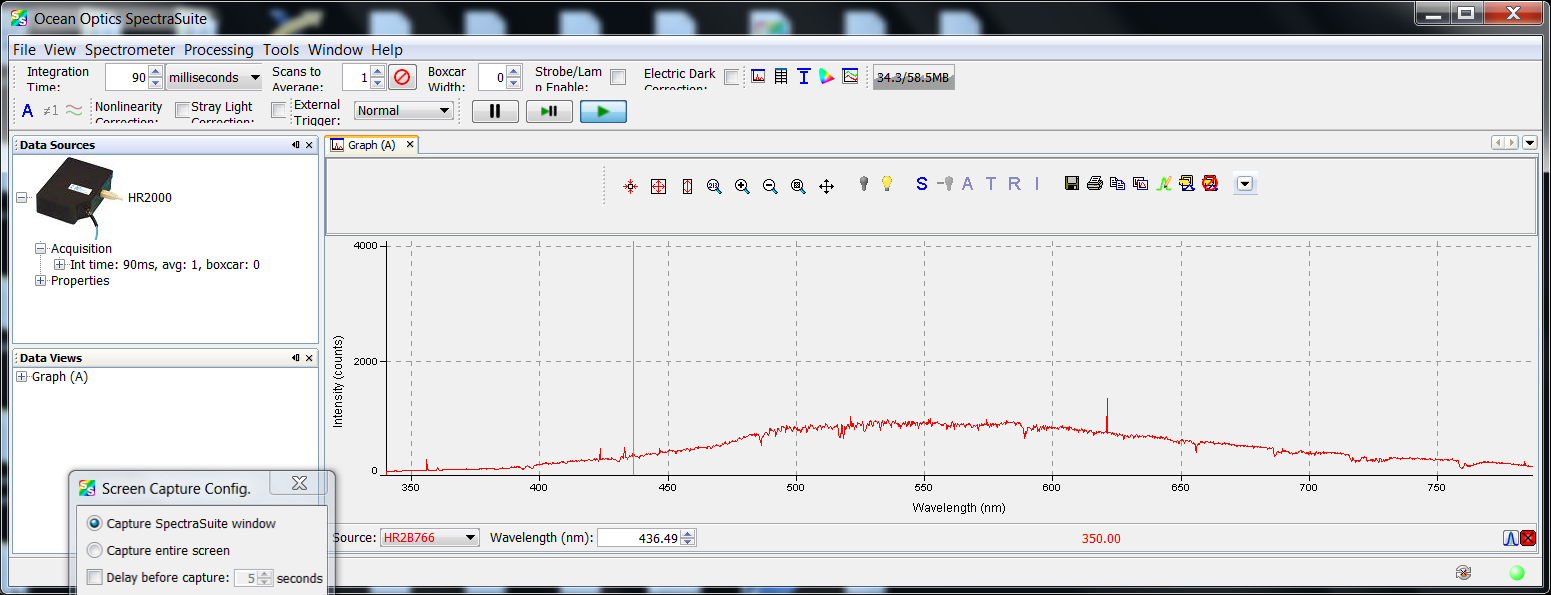 Ocean Optics SpectraSuite
File View Spectrometer Processing Tools Window Help
Integration Time: 90 milliseconds Scans to Average: 1 Boxcar Width: 0 Strobe/Lam p Enable: Electric Dark Correction: 34.3/58.5MB
A ≠1 Nonlinearity Correction: Stray Light Correction: External Trigger: Normal
Data Sources
Graph (A)
HR2000
Acquisition
Int time: 90ms, avg: 1, boxcar: 0
Properties
Data Views
Graph (A)
S A T R I
4000
2000
0
Intensity (counts)
350 400 450 500 550 600 650 700 750
Wavelength (nm)
Source: HR2B766 Wavelength (nm): 436.49 350.00
Screen Capture Config.
Capture SpectraSuite window
Capture entire screen
Delay before capture: 5 seconds